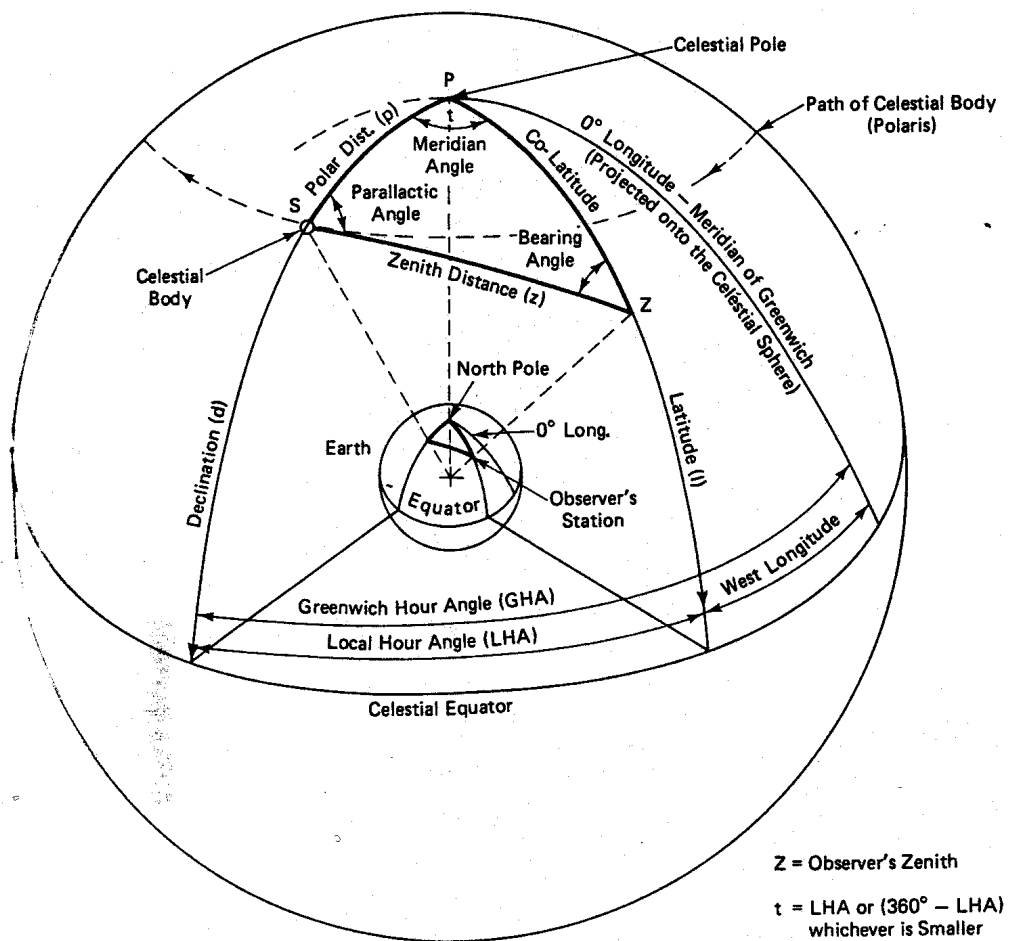 Celestial Pole
P
Path of Celestial Body
(Polaris)
Polar Dist. (p)
t
Meridian
Angle
Co-Latitude
0° Longitude – Meridian of Greenwich
(Projected onto the Celestial Sphere)
S
Parallactic
Angle
Bearing
Angle
Celestial
Body
Zenith Distance (z)
Z
North Pole
Earth
0° Long.
Declination (d)
Latitude (l)
Equator
Observer's
Station
West Longitude
Greenwich Hour Angle (GHA)
Local Hour Angle (LHA)
Celestial Equator
Z = Observer's Zenith
t = LHA or (360° – LHA)
whichever is Smaller